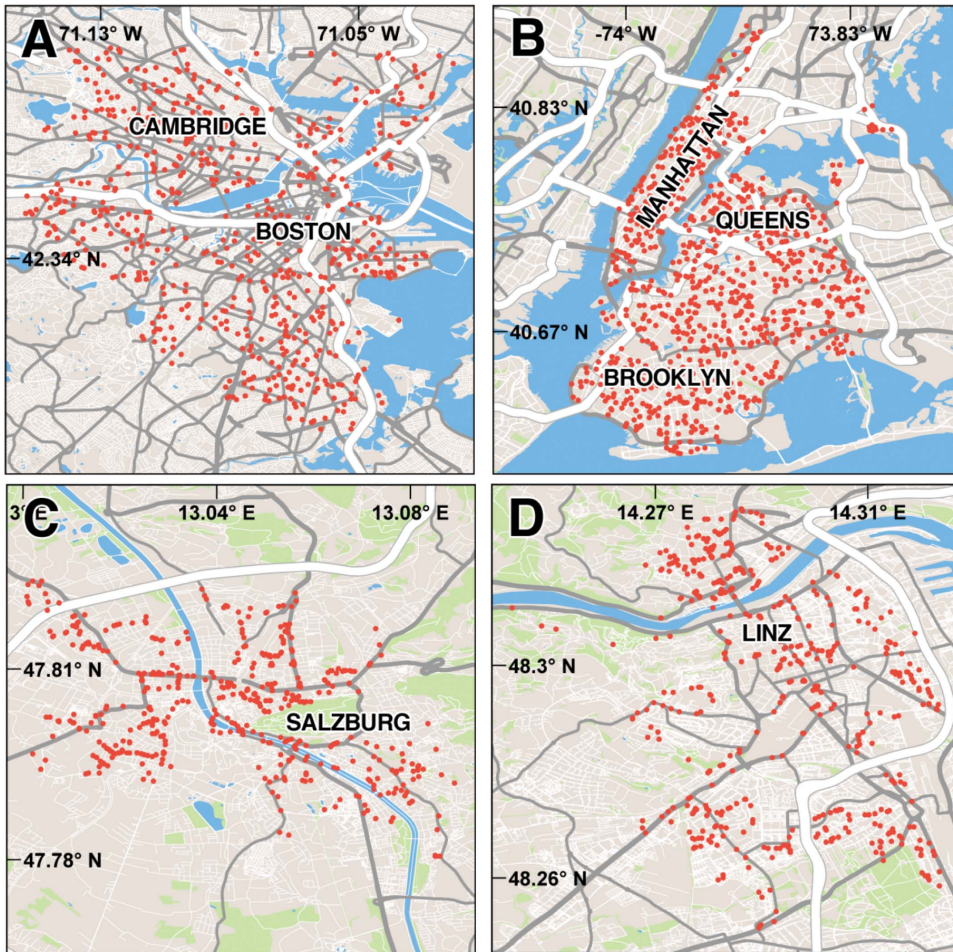 A
71.13° W
71.05° W
CAMBRIDGE
BOSTON
42.34° N
B
-74° W
73.83° W
40.83° N
MANHATTAN
QUEENS
40.67° N
BROOKLYN
C
3° E
13.04° E
13.08° E
47.81° N
SALZBURG
47.78° N
D
14.27° E
14.31° E
LINZ
48.3° N
48.26° N